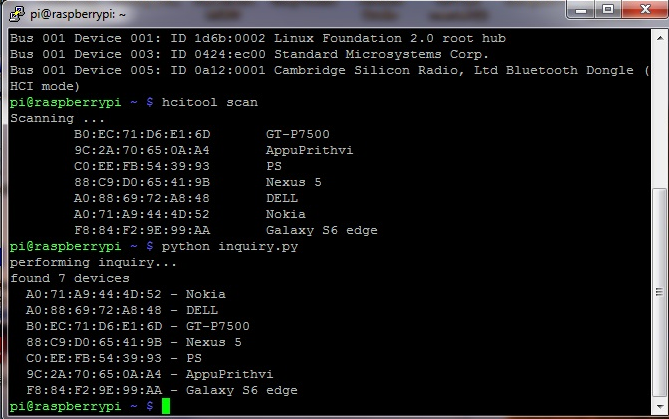 pi@raspberrypi: ~
Bus 001 Device 001: ID 1d6b:0002 Linux Foundation 2.0 root hub
Bus 001 Device 003: ID 0424:ec00 Standard Microsystems Corp.
Bus 001 Device 005: ID 0a12:0001 Cambridge Silicon Radio, Ltd Bluetooth Dongle (
HCI mode)
pi@raspberrypi ~ $ hcitool scan
Scanning ...
B0:EC:71:D6:E1:6D GT-P7500
9C:2A:70:65:0A:A4 AppuPrithvi
C0:EE:FB:54:39:93 PS
88:C9:D0:65:41:9B Nexus 5
A0:88:69:72:A8:48 DELL
A0:71:A9:44:4D:52 Nokia
F8:84:F2:9E:99:AA Galaxy S6 edge
pi@raspberrypi ~ $ python inquiry.py
performing inquiry...
found 7 devices
A0:71:A9:44:4D:52 - Nokia
A0:88:69:72:A8:48 - DELL
B0:EC:71:D6:E1:6D - GT-P7500
88:C9:D0:65:41:9B - Nexus 5
C0:EE:FB:54:39:93 - PS
9C:2A:70:65:0A:A4 - AppuPrithvi
F8:84:F2:9E:99:AA - Galaxy S6 edge
pi@raspberrypi ~ $